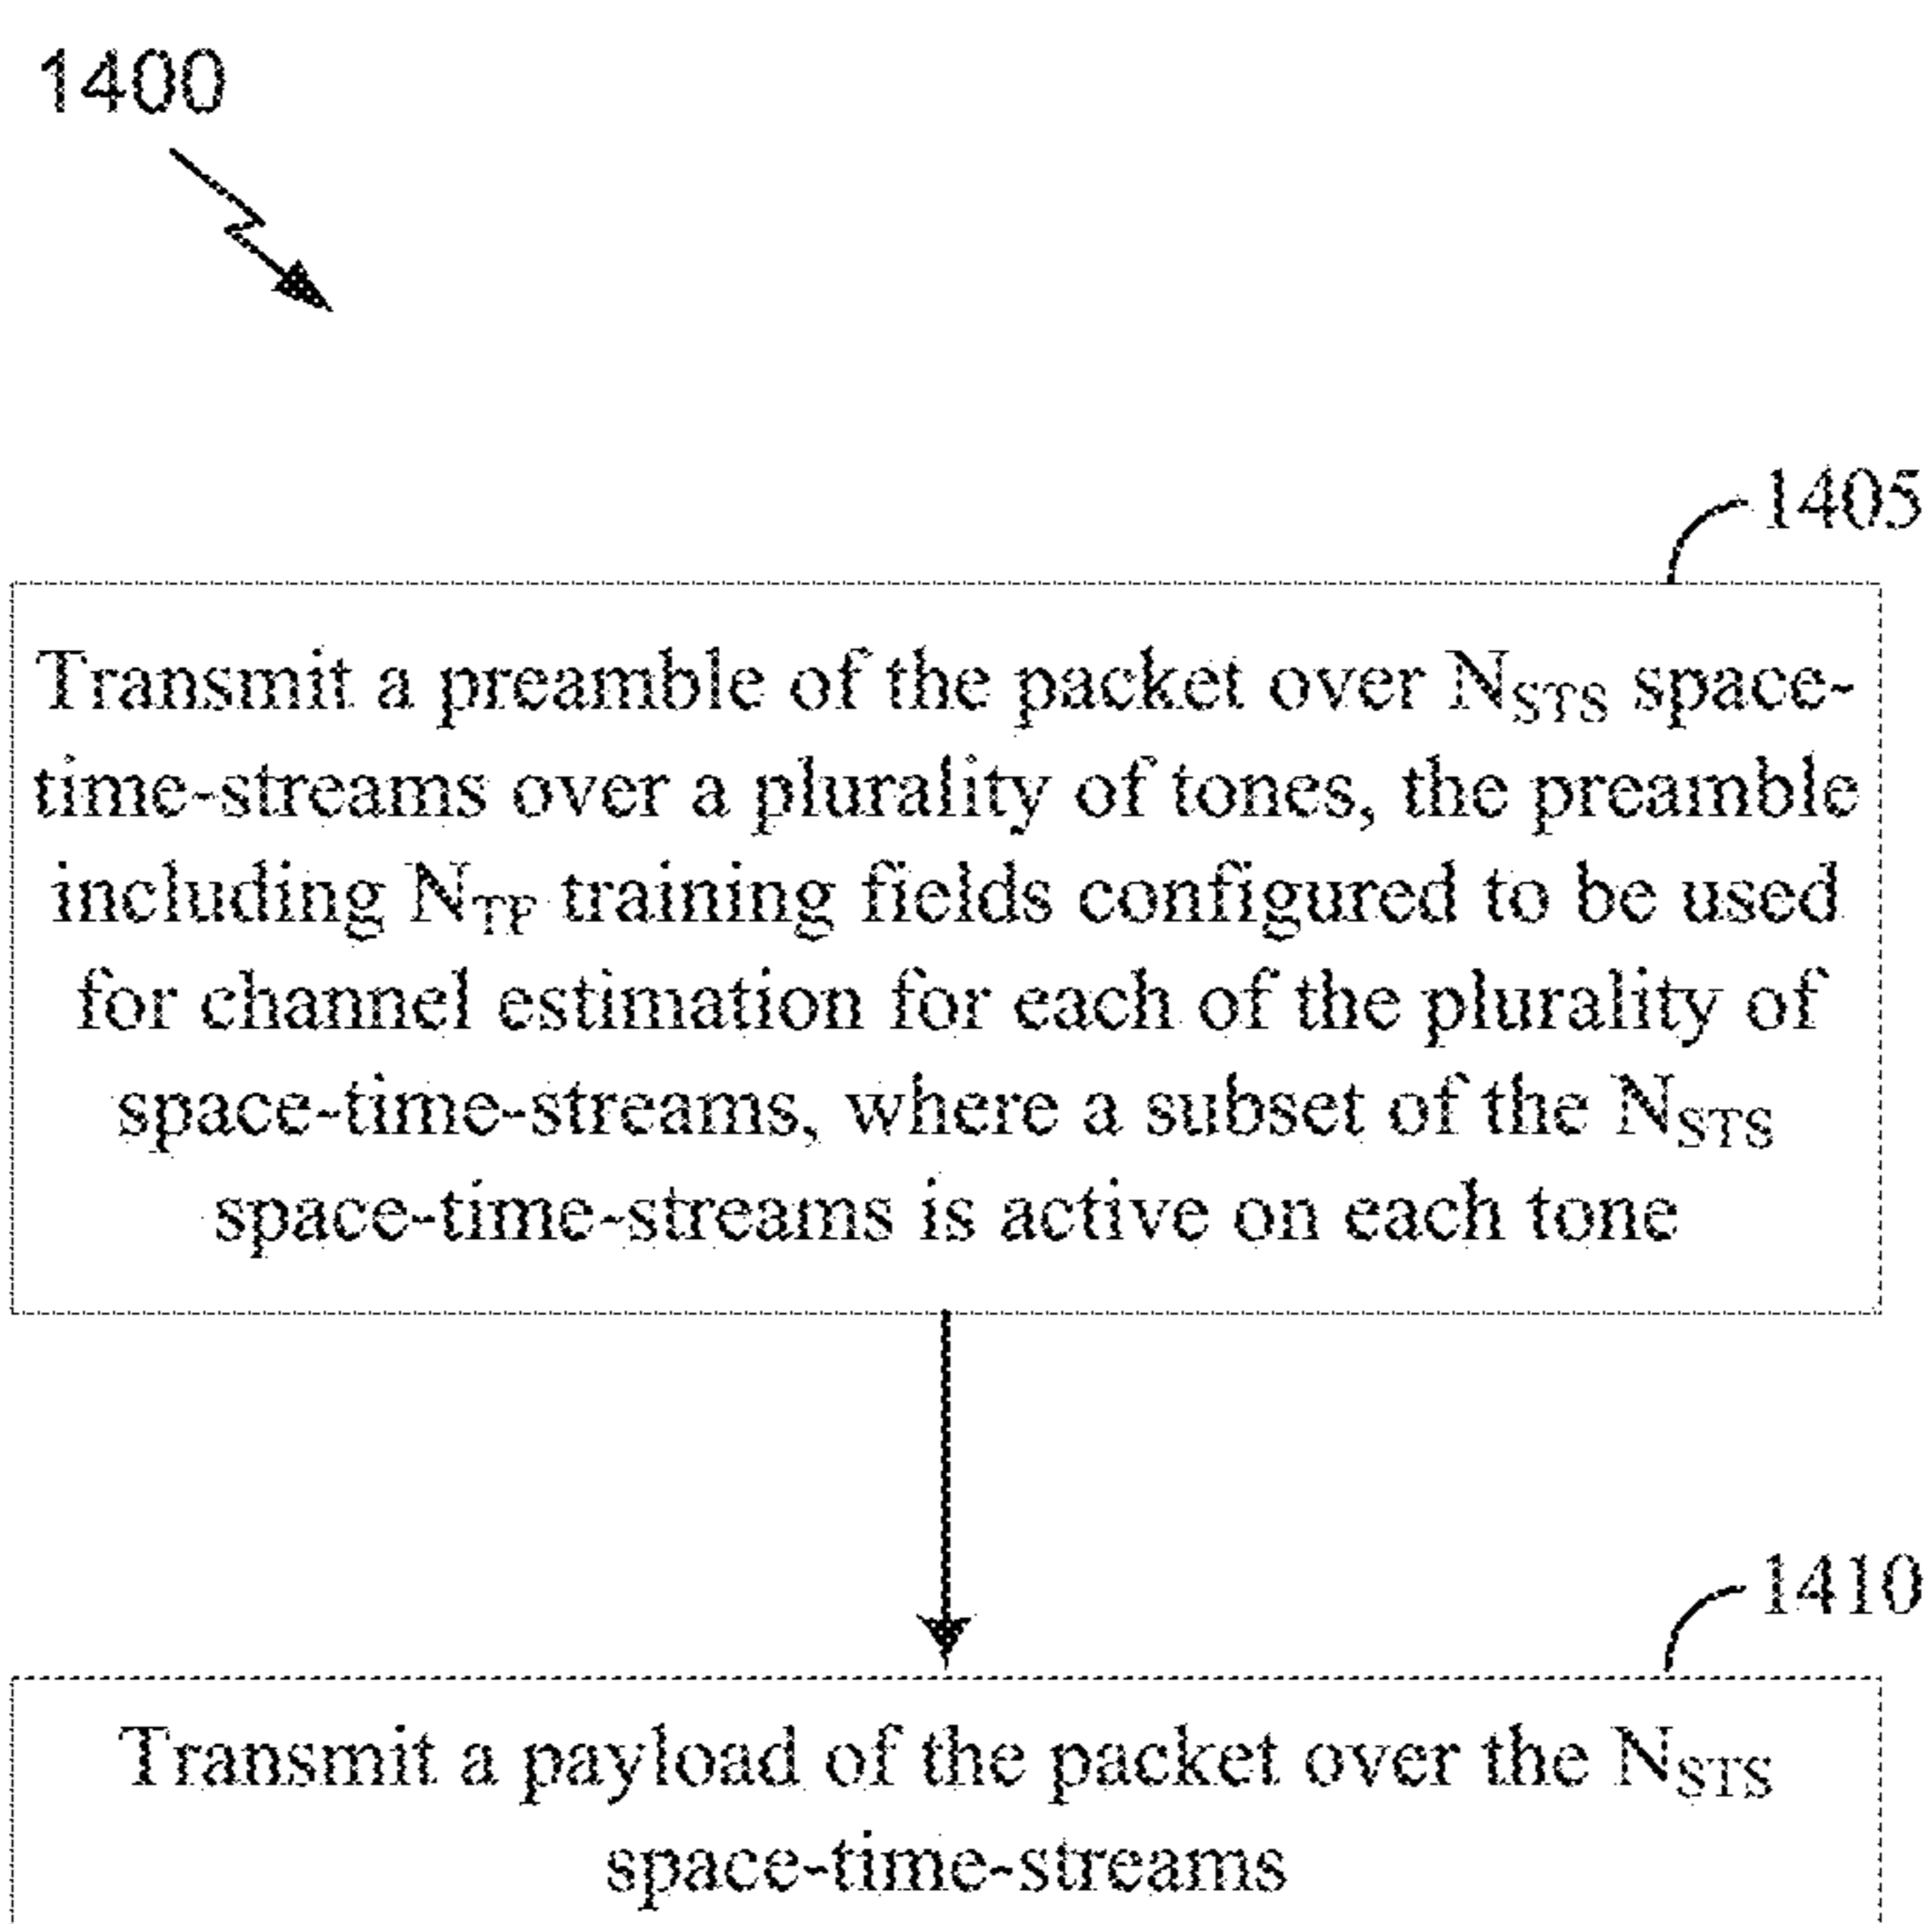 1400
1405
Transmit a preamble of the packet over NSTS space-
time-streams over a plurality of tones, the preamble
including NTF training fields configured to be used
for channel estimation for each of the plurality of
space-time-streams, where a subset of the NSTS
space-time-streams is active on each tone
1410
Transmit a payload of the packet over the NSTS
space-time-streams